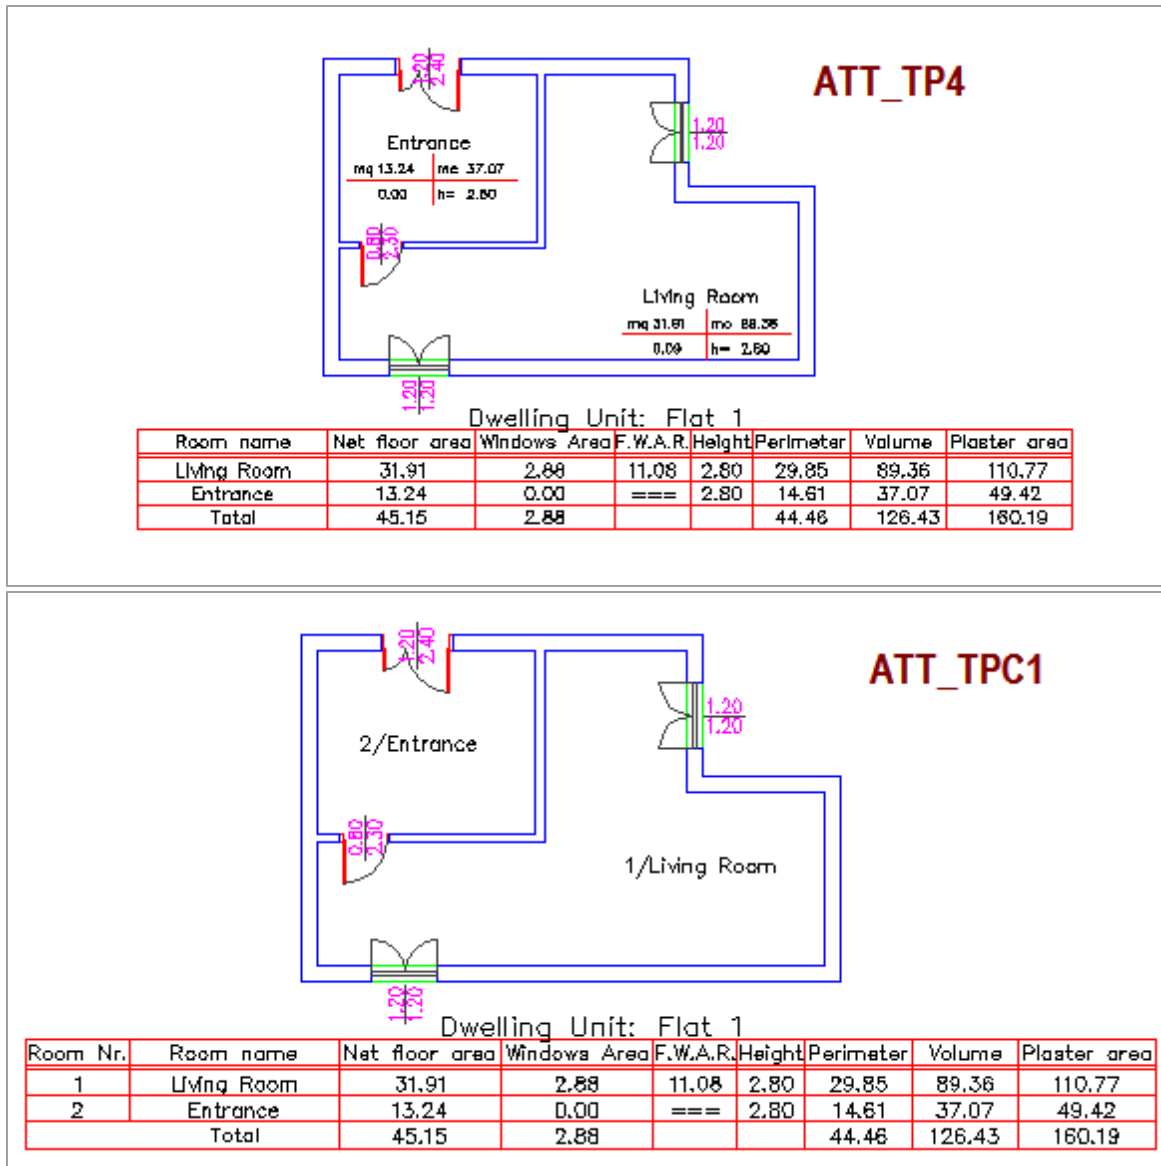 ATT_TP4
1.20
2.40
1.20
1.20
Entrance
mq 13.24 me 37.07
0.00 h= 2.80
0.80
2.30
Living Room
mq 31.91 mc 89.36
0.09 h= 2.80
1.20
1.20
Dwelling Unit: Flat 1
Room name Net floor area Windows Area F.W.A.R. Height Perimeter Volume Plaster area
Living Room 31.91 2.88 11.08 2.80 29.85 89.36 110.77
Entrance 13.24 0.00 === 2.80 14.61 37.07 49.42
Total 45.15 2.88 44.46 126.43 160.19
ATT_TPC1
1.20
2.40
1.20
1.20
2/Entrance
0.80
2.30
1/Living Room
1.20
1.20
Dwelling Unit: Flat 1
Room Nr. Room name Net floor area Windows Area F.W.A.R. Height Perimeter Volume Plaster area
1 Living Room 31.91 2.88 11.08 2.80 29.85 89.36 110.77
2 Entrance 13.24 0.00 === 2.80 14.61 37.07 49.42
Total 45.15 2.88 44.46 126.43 160.19